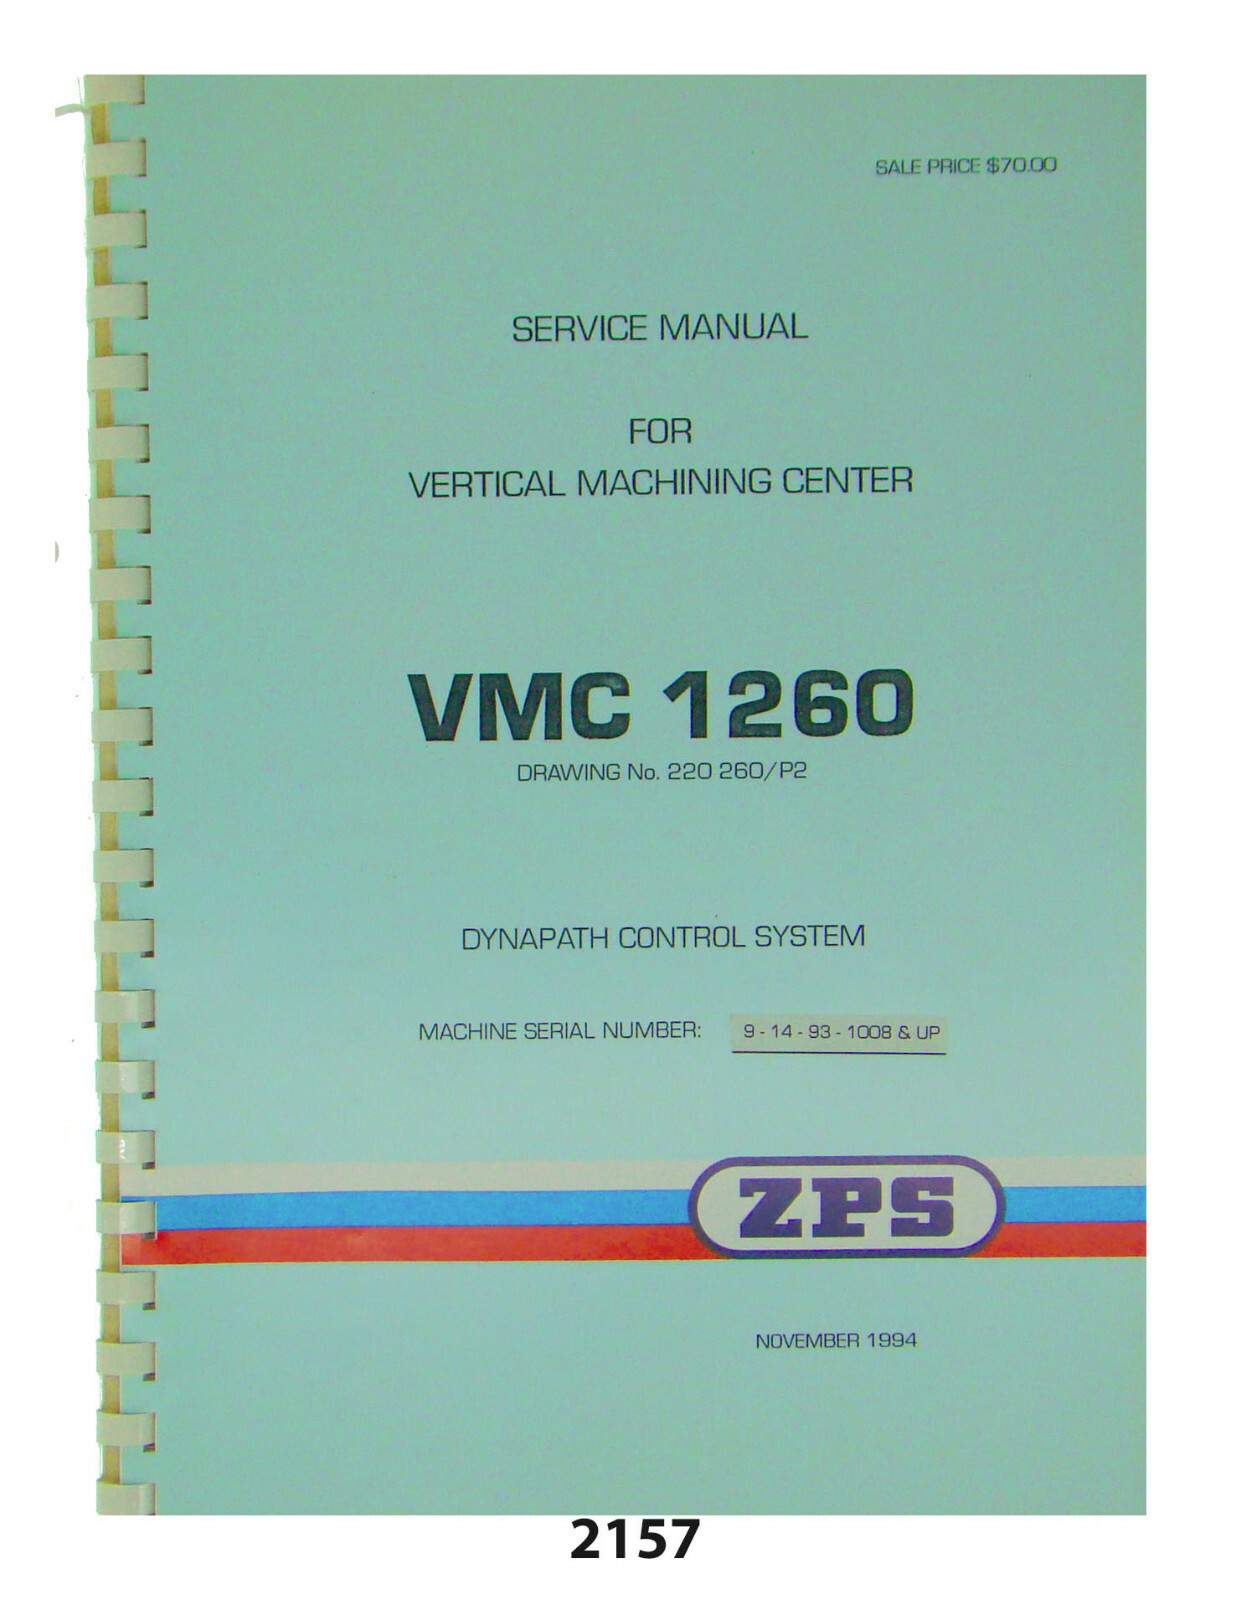 SALE PRICE $70.00
SERVICE MANUAL
FOR
VERTICAL MACHINING CENTER
VMC 1260
DRAWING No. 220 260/P2
DYNAPATH CONTROL SYSTEM
MACHINE SERIAL NUMBER: 9 - 14 - 93 - 1008 & UP
ZPS
NOVEMBER 1994
2157